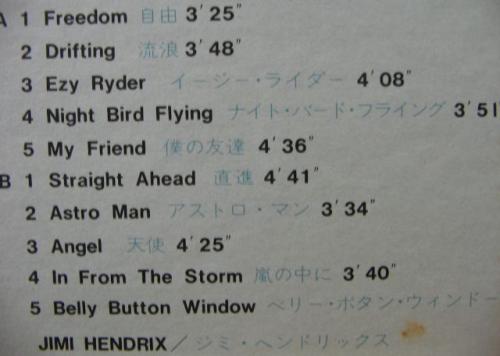 A 1 Freedom 自由 3'25"
2 Drifting 流浪 3'48"
3 Ezy Ryder イージー・ライダー 4'08"
4 Night Bird Flying ナイト・バード・フライング 3'51
5 My Friend 僕の友達 4'36"
B 1 Straight Ahead 直進 4'41"
2 Astro Man アストロ・マン 3'34"
3 Angel 天使 4'25"
4 In From The Storm 嵐の中に 3'40"
5 Belly Button Window ベリー・ボタン・ウィンドー
JIMI HENDRIX/ジミ・ヘンドリックス